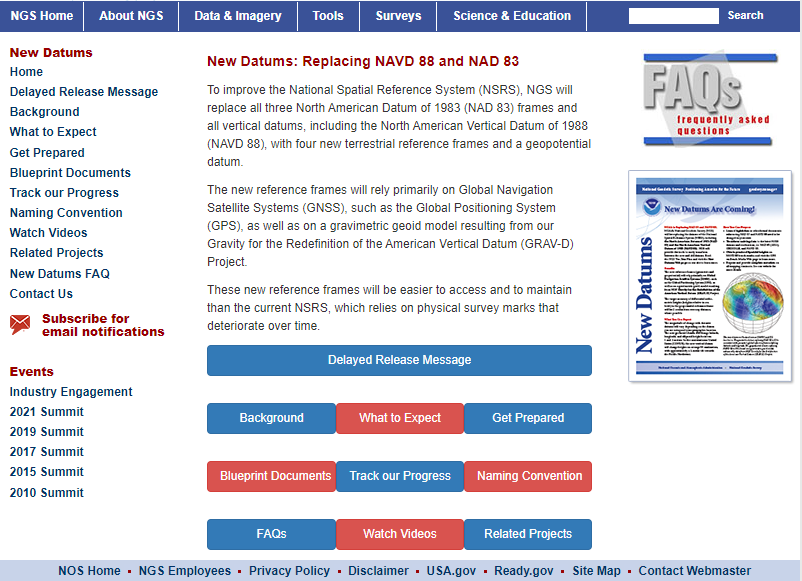 NGS Home About NGS Data & Imagery Tools Surveys Science & Education Search
New Datums
Home
Delayed Release Message
Background
What to Expect
Get Prepared
Blueprint Documents
Track our Progress
Naming Convention
Watch Videos
Related Projects
New Datums FAQ
Contact Us
Subscribe for
email notifications
Events
Industry Engagement
2021 Summit
2019 Summit
2017 Summit
2015 Summit
2010 Summit
New Datums: Replacing NAVD 88 and NAD 83
To improve the National Spatial Reference System (NSRS), NGS will
replace all three North American Datum of 1983 (NAD 83) frames and
all vertical datums, including the North American Vertical Datum of 1988
(NAVD 88), with four new terrestrial reference frames and a geopotential
datum.
The new reference frames will rely primarily on Global Navigation
Satellite Systems (GNSS), such as the Global Positioning System
(GPS), as well as on a gravimetric geoid model resulting from our
Gravity for the Redefinition of the American Vertical Datum (GRAV-D)
Project.
These new reference frames will be easier to access and to maintain
than the current NSRS, which relies on physical survey marks that
deteriorate over time.
Delayed Release Message
Background What to Expect Get Prepared
Blueprint Documents Track our Progress Naming Convention
FAQs Watch Videos Related Projects
FAQs
frequently asked
questions
National Geodetic Survey Positioning America for the Future
New Datums Are Coming!
New Datums
NOS Home NGS Employees Privacy Policy Disclaimer USA.gov Ready.gov Site Map Contact Webmaster